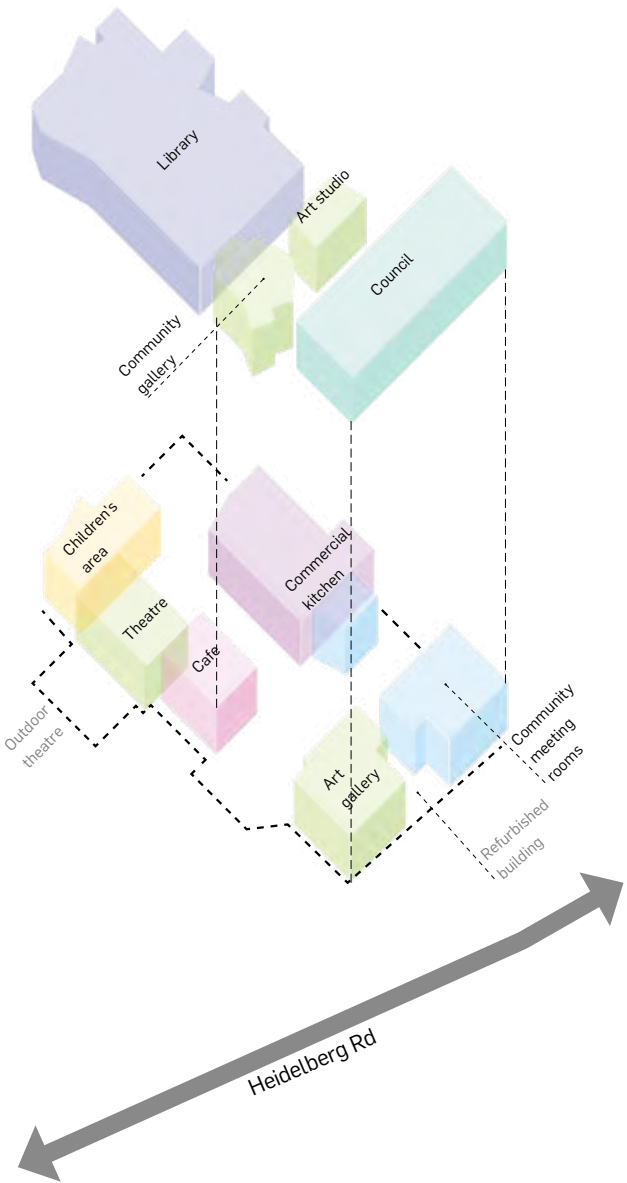 Library
Art studio
Council
Community
gallery
Children's
area
Theatre
Cafe
Commercial
kitchen
Outdoor
theatre
Art
gallery
Community
meeting
rooms
Refurbished
building
Heidelberg Rd